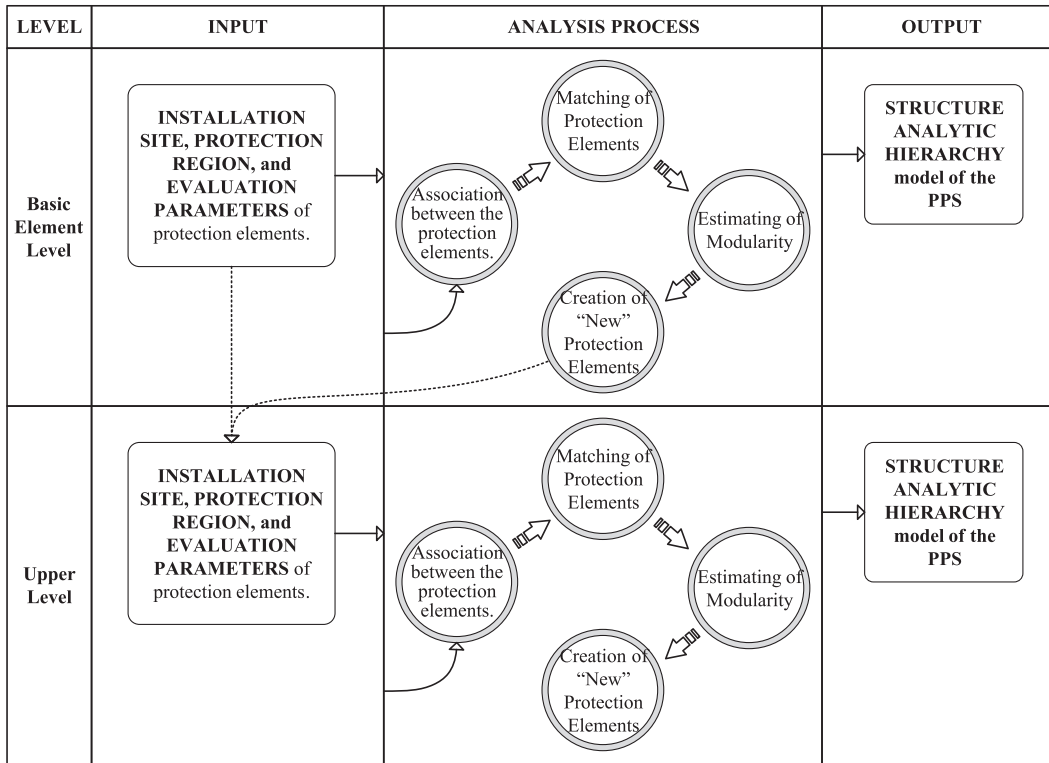 LEVEL
INPUT
ANALYSIS PROCESS
OUTPUT
Basic
Element
Level
INSTALLATION
SITE, PROTECTION
REGION, and
EVALUATION
PARAMETERS of
protection elements.
Association
between the
protection
elements.
Matching of
Protection
Elements
Estimating of
Modularity
Creation of
“New”
Protection
Elements
STRUCTURE
ANALYTIC
HIERARCHY
model of the
PPS
Upper
Level
INSTALLATION
SITE, PROTECTION
REGION, and
EVALUATION
PARAMETERS of
protection elements.
Association
between the
protection
elements.
Matching of
Protection
Elements
Estimating of
Modularity
Creation of
“New”
Protection
Elements
STRUCTURE
ANALYTIC
HIERARCHY
model of the
PPS